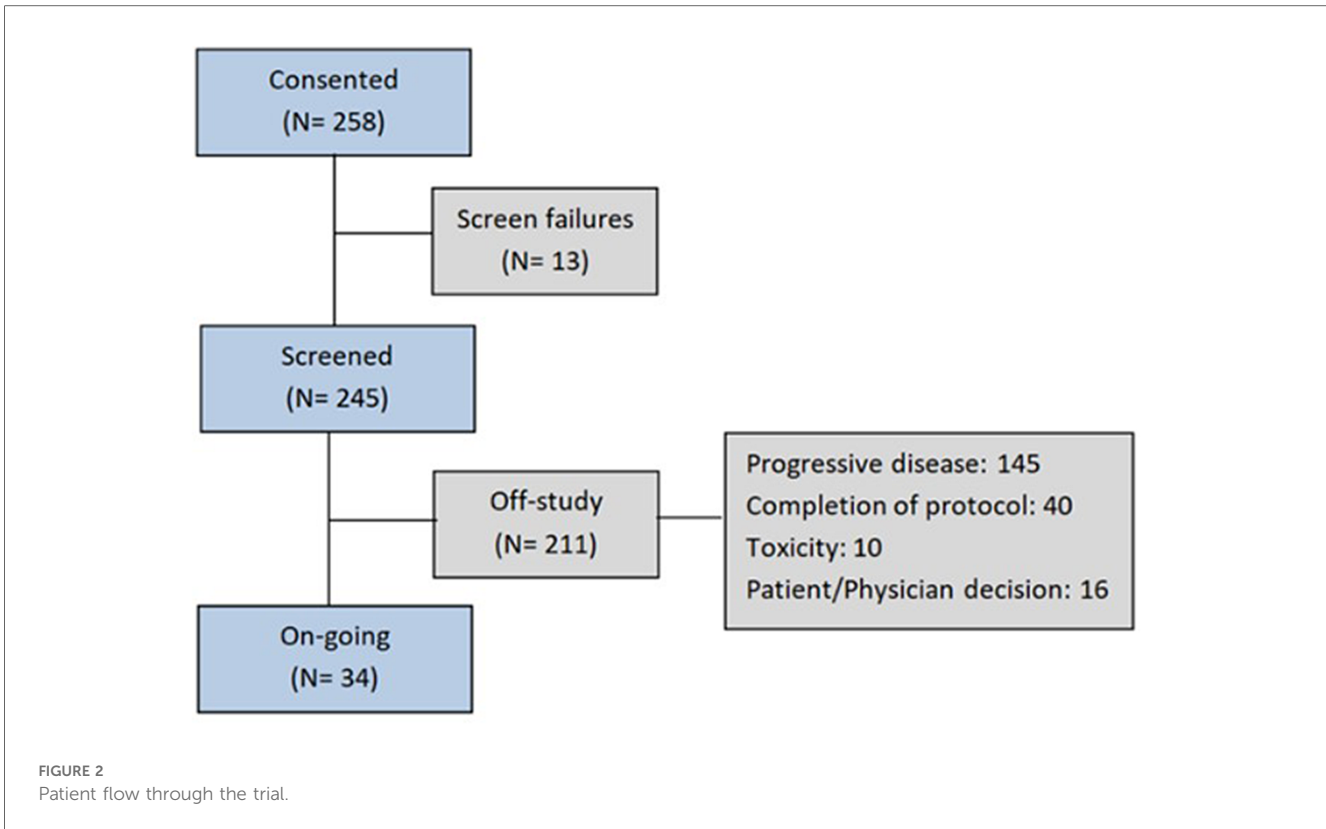 Consented
(N= 258)
Screen failures
(N= 13)
Screened
(N= 245)
Off-study
(N= 211)
Progressive disease: 145
Completion of protocol: 40
Toxicity: 10
Patient/Physician decision: 16
On-going
(N= 34)
FIGURE 2
Patient flow through the trial.